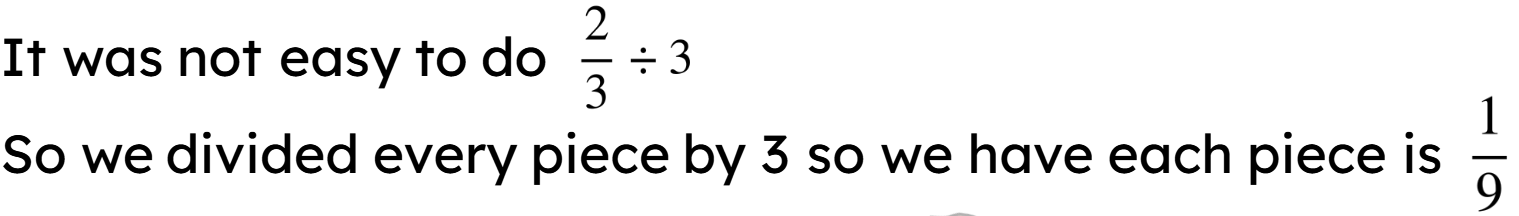 It was not easy to do 2/3 ÷ 3
So we divided every piece by 3 so we have each piece is 1/9